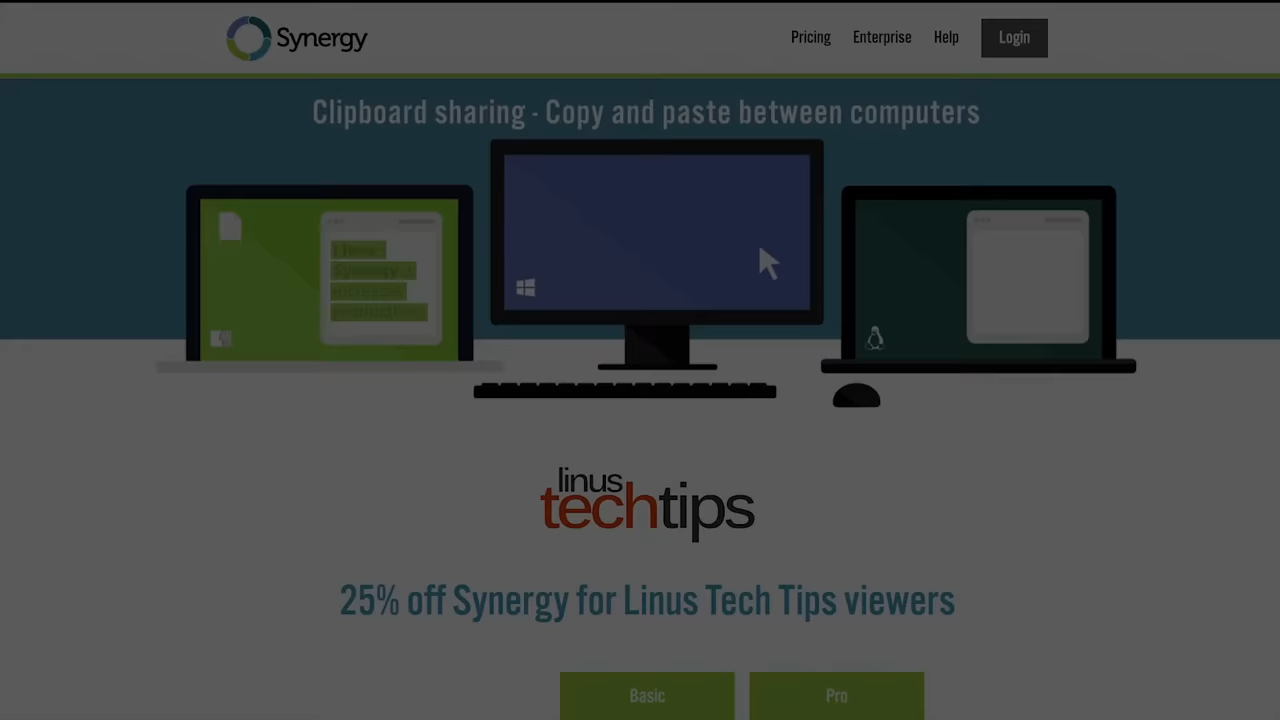 Synergy
Pricing Enterprise Help Login
Clipboard sharing - Copy and paste between computers
linus
techtips
25% off Synergy for Linus Tech Tips viewers
Basic Pro